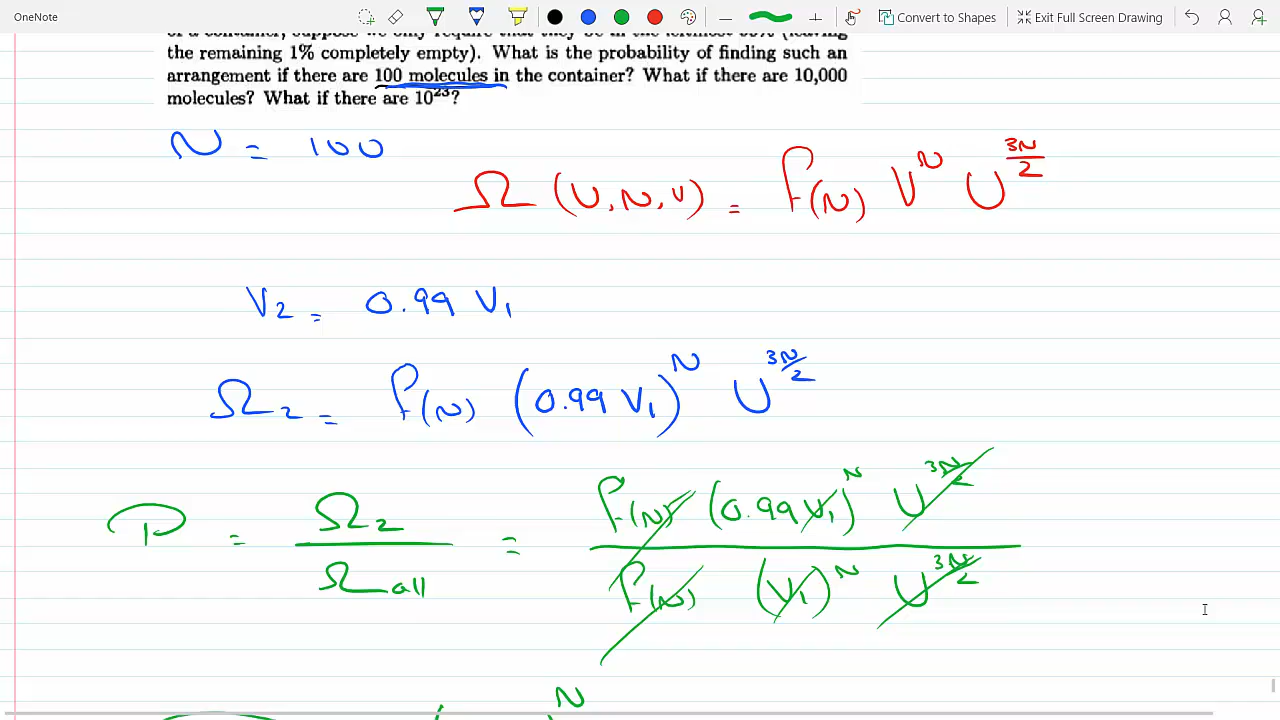 OneNote
Convert to Shapes
Exit Full Screen Drawing
the remaining 1% completely empty). What is the probability of finding such an
arrangement if there are 100 molecules in the container? What if there are 10,000
molecules? What if there are 10²³?
N = 100
Ω (U, N, V) = f(N) V^N U^(3N/2)
V₂ = 0.99 V₁
Ω₂ = f(N) (0.99 V₁)^N U^(3N/2)
P = Ω₂ / Ω all = f(N) (0.99 V₁)^N U^(3N/2) / f(N) (V₁)^N U^(3N/2)
N